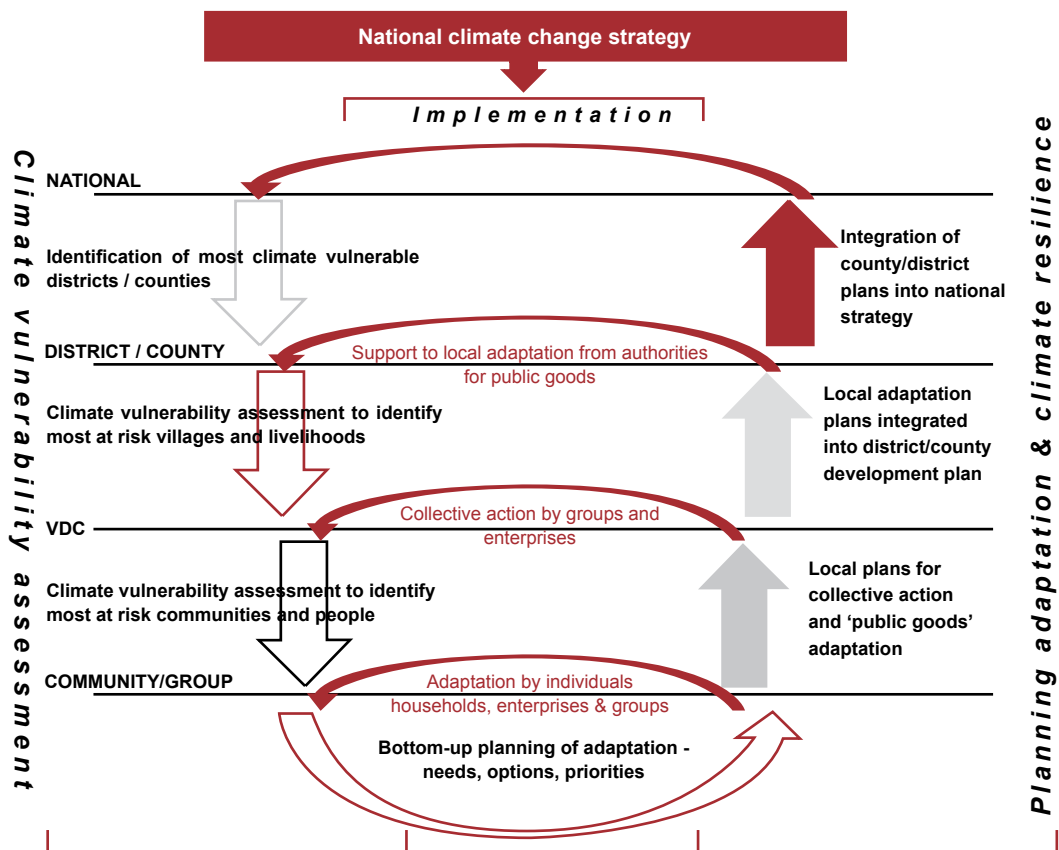 National climate change strategy
Implementation
Climate vulnerability assessment
Planning adaptation & climate resilience
NATIONAL
Identification of most climate vulnerable
districts / counties
Integration of
county/district
plans into national
strategy
DISTRICT / COUNTY
Support to local adaptation from authorities
for public goods
Climate vulnerability assessment to identify
most at risk villages and livelihoods
Local adaptation
plans integrated
into district/county
development plan
VDC
Collective action by groups and
enterprises
Climate vulnerability assessment to identify
most at risk communities and people
Local plans for
collective action
and ‘public goods’
adaptation
COMMUNITY/GROUP
Adaptation by individuals
households, enterprises & groups
Bottom-up planning of adaptation -
needs, options, priorities